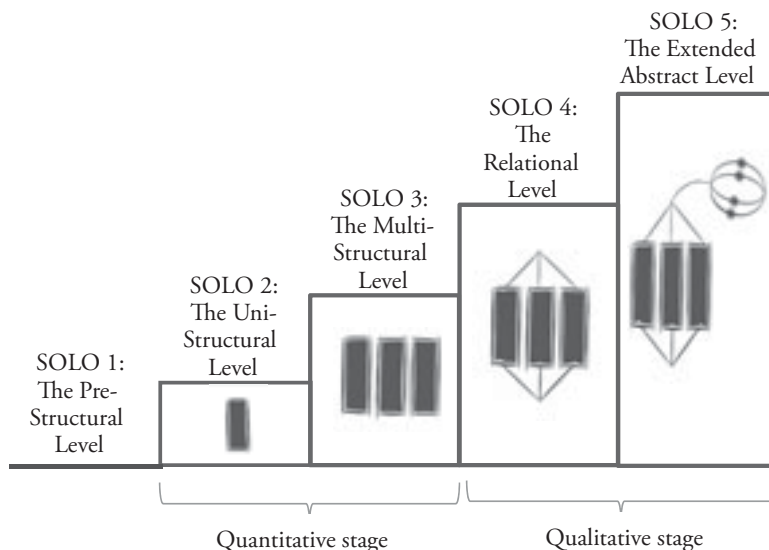 SOLO 1:
The Pre-
Structural
Level
SOLO 2:
The Uni-
Structural
Level
SOLO 3:
The Multi-
Structural
Level
SOLO 4:
The
Relational
Level
SOLO 5:
The Extended
Abstract Level
Quantitative stage
Qualitative stage